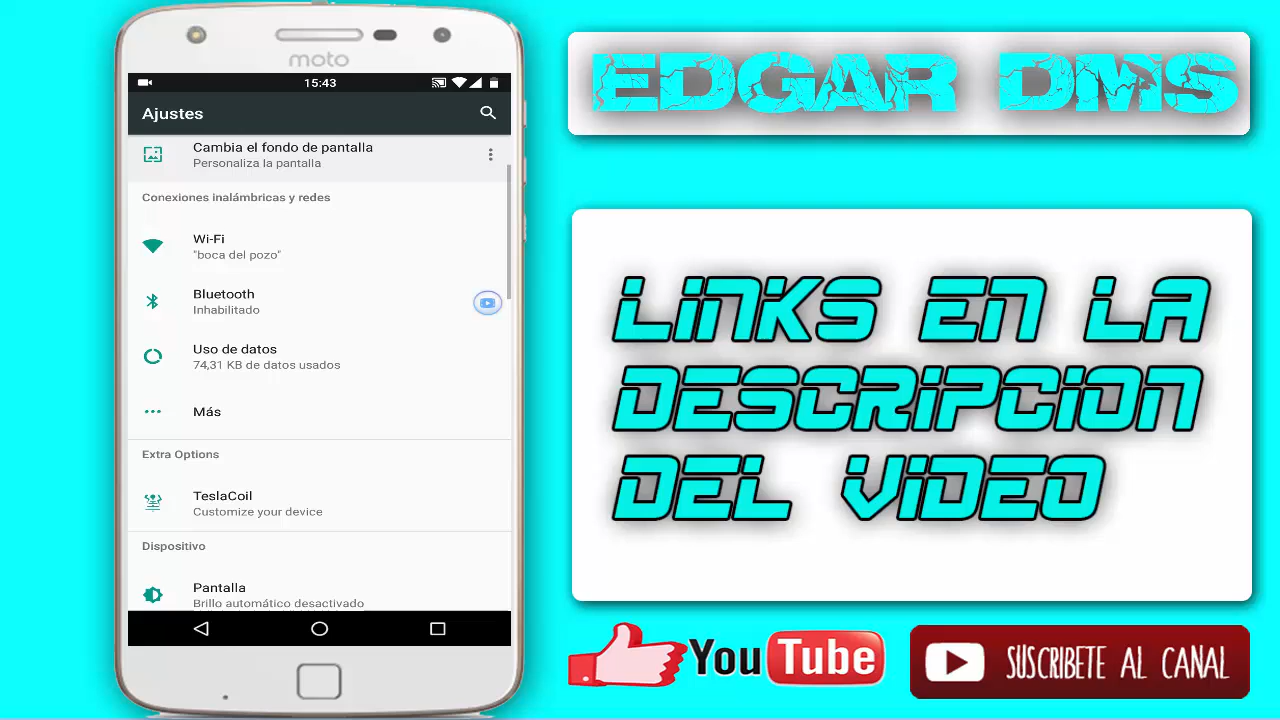 moto
15:43
Ajustes
Cambia el fondo de pantalla
Personaliza la pantalla
Conexiones inalámbricas y redes
Wi-Fi
"boca del pozo"
Bluetooth
Inhabilitado
Uso de datos
74,31 KB de datos usados
Más
Extra Options
TeslaCoil
Customize your device
Dispositivo
Pantalla
Brillo automático desactivado
EDGAR DMS
LINKS EN LA
DESCRIPCION
DEL VIDEO
YouTube
SUSCRIBETE AL CANAL